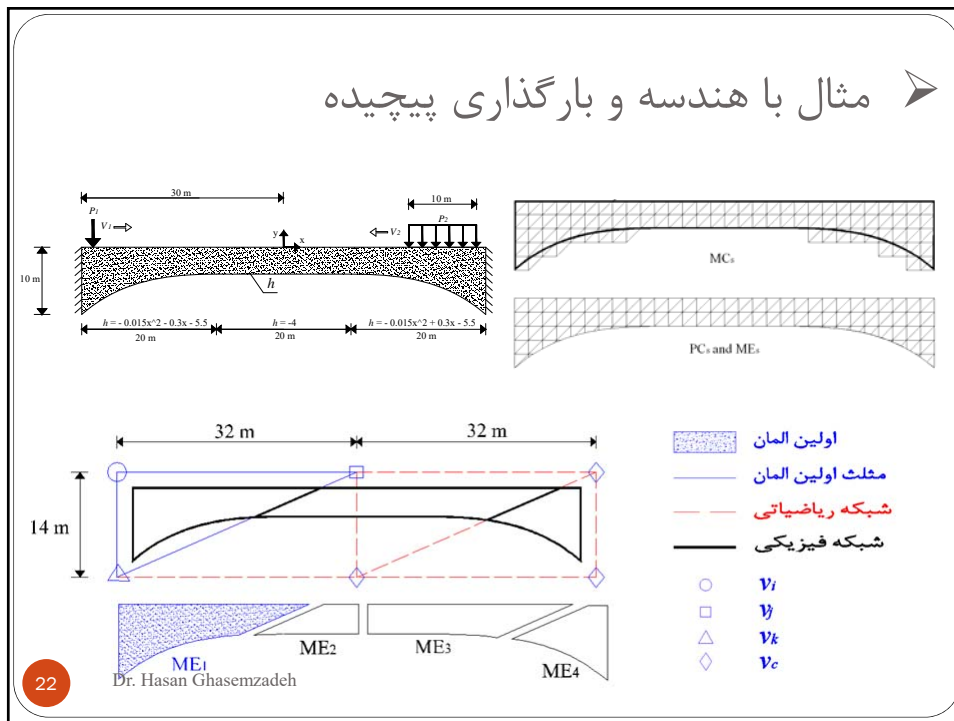 ➢ مثال با هندسه و بارگذاری پیچیده
30 m
10 m
P1
V1
y
x
V2
P2
10 m
h
h = - 0.015x^2 - 0.3x - 5.5
h = -4
h = - 0.015x^2 + 0.3x - 5.5
20 m
20 m
20 m
MCs
PCs and MEs
32 m
32 m
14 m
ME1
ME2
ME3
ME4
اولین المان
مثلث اولین المان
شبکه ریاضیاتی
شبکه فیزیکی
vi
vj
vk
vc
22
Dr. Hasan Ghasemzadeh